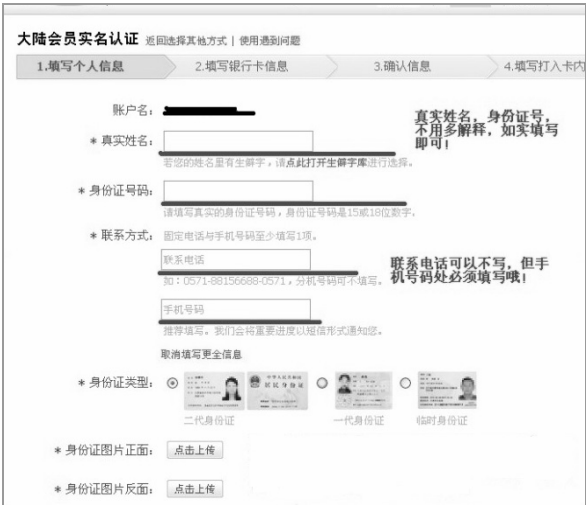 大陆会员实名认证 返回选择其他方式 | 使用遇到问题
1.填写个人信息 2.填写银行卡信息 3.确认信息 4.填写打入卡内
账户名：
* 真实姓名：
真实姓名，身份证号，
不用多解释，如实填写
即可！
若您的姓名里有生僻字，请点此打开生僻字库进行选择。
* 身份证号码：
请填写真实的身份证号码，身份证号码是15或18位数字.
* 联系方式： 固定电话与手机号码至少填写1项。
联系电话
如：0571-88156688-0571，分机号码可不填写。
联系电话可以不写，但手
机号码处必须填写哦！
手机号码
推荐填写。我们会将重要进度以短信形式通知您。
取消填写更全信息
* 身份证类型：
中华人民共和国
居民身份证
二代身份证 一代身份证 临时身份证
* 身份证图片正面： 点击上传
* 身份证图片反面： 点击上传